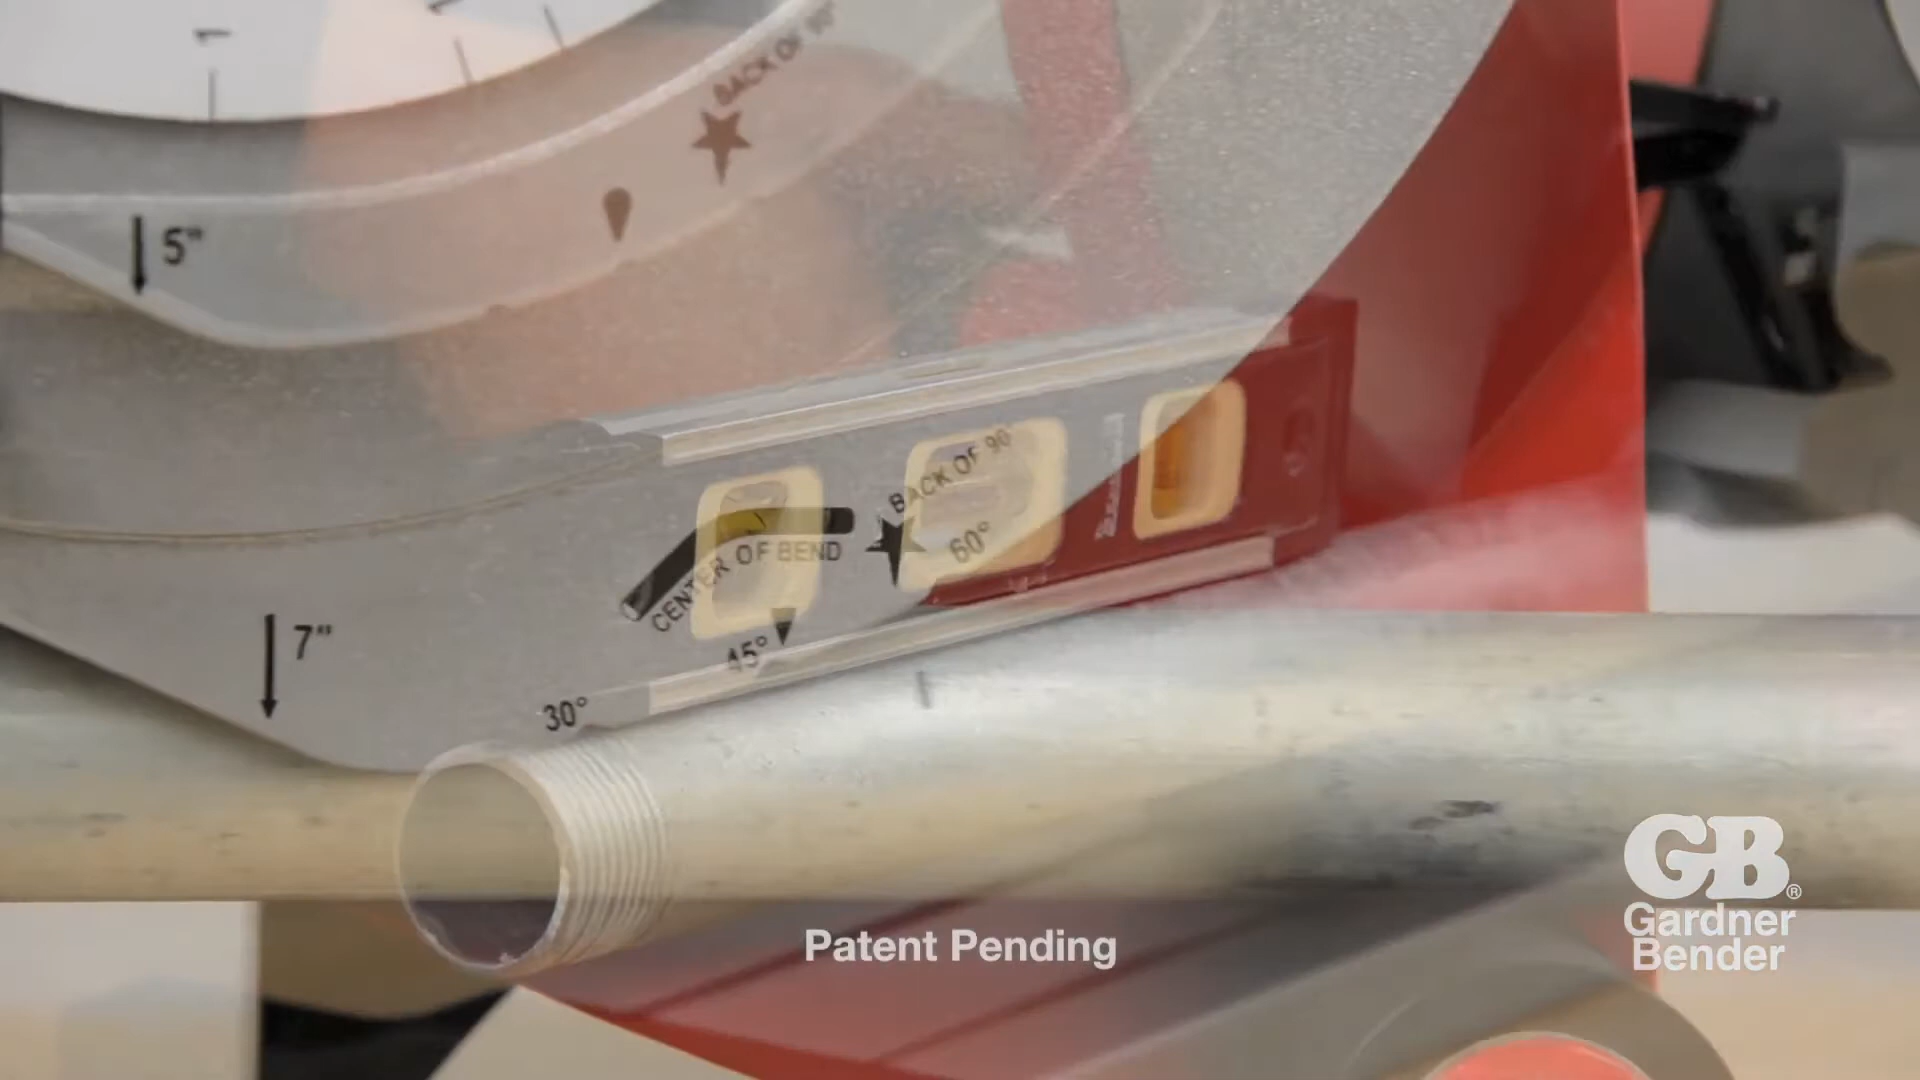 1
BACK OF 90°
5"
BACK OF 90
60°
CENTER OF BEND
45°
7"
30°
GB®
Gardner
Bender
Patent Pending